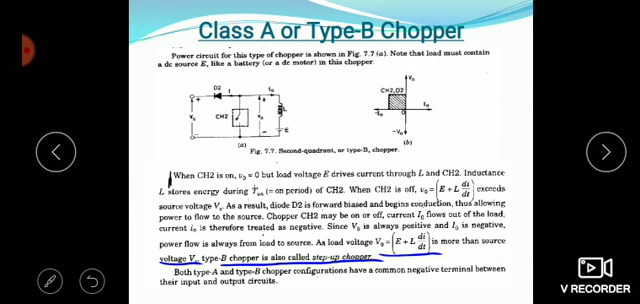 Class A or Type-B Chopper
Power circuit for this type of chopper is shown in Fig. 7.7 (a). Note that load must contain
a dc source E, like a battery (or a dc motor) in this chopper.
D2
CH2
E
(a)
CH2, D2
(b)
Fig. 7.7. Second-quadrant, or type-B, chopper.
When CH2 is on, v₀ = 0 but load voltage E drives current through L and CH2. Inductance
L stores energy during Tₒₙ (= on period) of CH2. When CH2 is off, v₀ = (E + L di/dt) exceeds
source voltage Vₛ. As a result, diode D2 is forward biased and begins conduction, thus allowing
power to flow to the source. Chopper CH2 may be on or off, current I₀ flows out of the load,
current i₀ is therefore treated as negative. Since V₀ is always positive and I₀ is negative,
power flow is always from load to source. As load voltage V₀ = (E + L di/dt) is more than source
voltage Vₛ, type-B chopper is also called step-up chopper.
Both type-A and type-B chopper configurations have a common negative terminal between
their input and output circuits.
V RECORDER